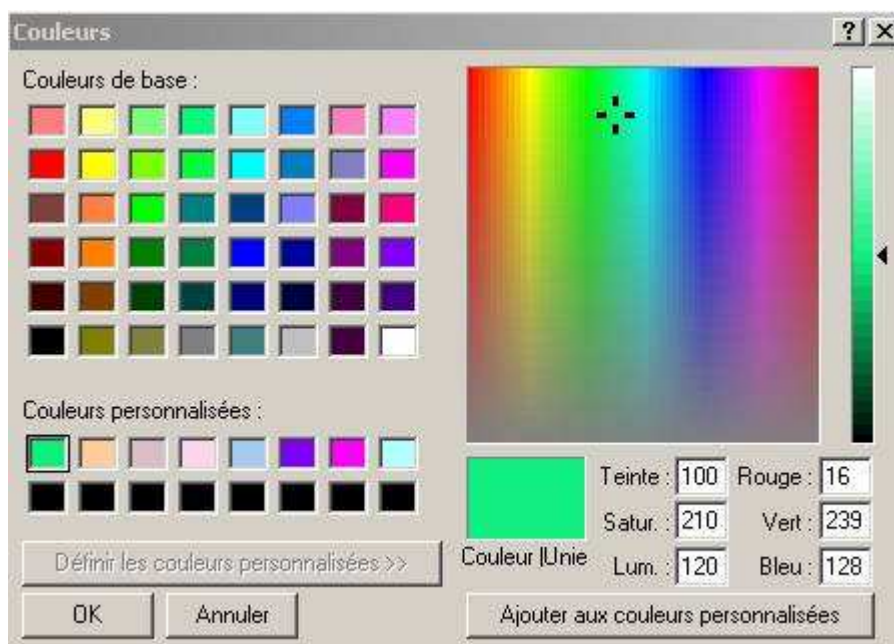 Couleurs
Couleurs de base :
Couleurs personnalisées :
Définir les couleurs personnalisées >>
OK Annuler
Couleur |Unie
Teinte : 100 Rouge : 16
Satur. : 210 Vert : 239
Lum. : 120 Bleu : 128
Ajouter aux couleurs personnalisées